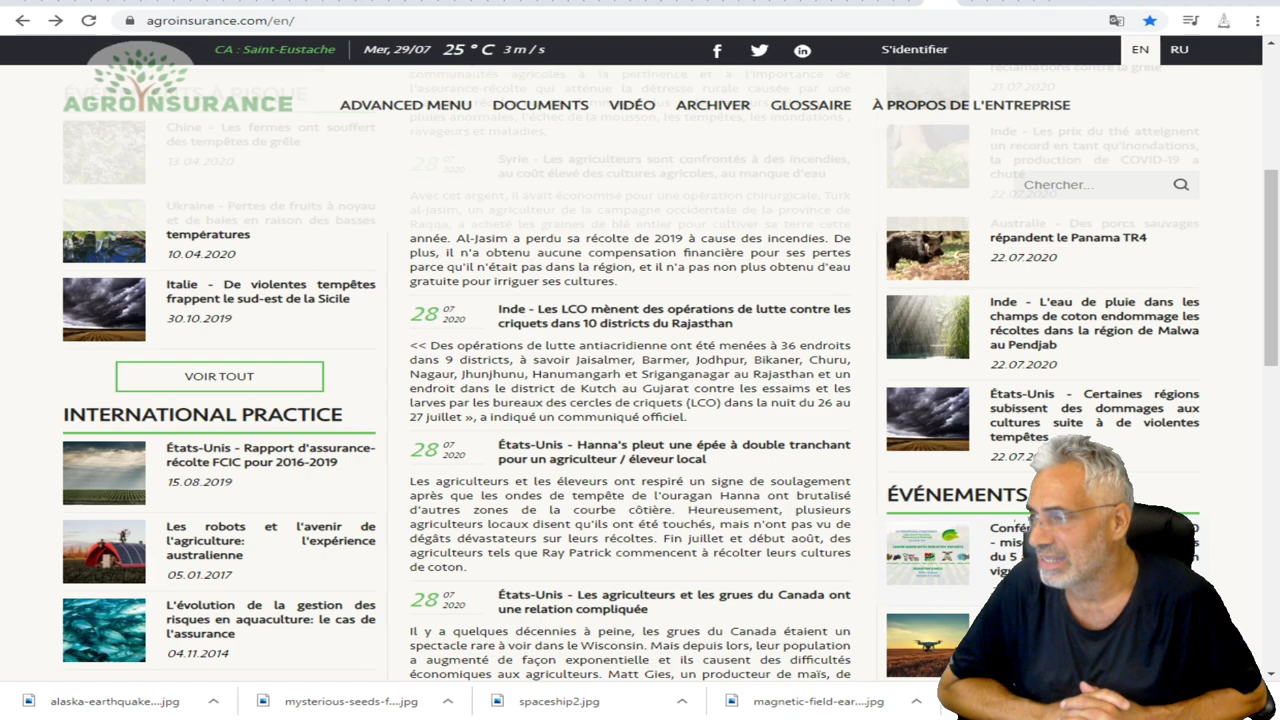 agroinsurance.com/en/
CA : Saint-Eustache
Mer, 29/07
25 ° C
3 m / s
S'identifier
EN
RU
AGROINSURANCE
ADVANCED MENU
DOCUMENTS
VIDÉO
ARCHIVER
GLOSSAIRE
À PROPOS DE L'ENTREPRISE
Chercher...
ÉVÉNEMENTS À RISQUE
Chine - Les fermes ont souffert
des tempêtes de grêle
13.04.2020
Ukraine - Pertes de fruits à noyau
et de baies en raison des basses
températures
10.04.2020
Italie - De violentes tempêtes
frappent le sud-est de la Sicile
30.10.2019
VOIR TOUT
INTERNATIONAL PRACTICE
États-Unis - Rapport d'assurance-
récolte FCIC pour 2016-2019
15.08.2019
Les robots et l'avenir de
l'agriculture: l'expérience
australienne
05.01.2017
L'évolution de la gestion des
risques en aquaculture: le cas de
l'assurance
04.11.2014
communautés agricoles à la pertinence et à l'importance de
l'assurance-récolte qui atténue la détresse rurale causée par une
pluies anormales, l'échec de la mousson, les tempêtes, les inondations ,
ravageurs et maladies,
28 07 2020
Syrie - Les agriculteurs sont confrontés à des incendies,
au coût élevé des cultures agricoles, au manque d'eau
Avec cet argent, il avait économisé pour une opération chirurgicale. Turk
al-Jasim, un agriculteur de la campagne occidentale de la province de
Raqqa, a acheté les graines de blé entier pour cultiver sa terre cette
année. Al-Jasim a perdu sa récolte de 2019 à cause des incendies. De
plus, il n'a obtenu aucune compensation financière pour ses pertes
parce qu'il n'était pas dans la région, et il n'a pas non plus obtenu d'eau
gratuite pour irriguer ses cultures.
28 07 2020
Inde - Les LCO mènent des opérations de lutte contre les
criquets dans 10 districts du Rajasthan
<< Des opérations de lutte antiacridienne ont été menées à 36 endroits
dans 9 districts, à savoir Jaisalmer, Barmer, Jodhpur, Bikaner, Churu,
Nagaur, Jhunjhunu, Hanumangarh et Sriganganagar au Rajasthan et un
endroit dans le district de Kutch au Gujarat contre les essaims et les
larves par les bureaux des cercles de criquets (LCO) dans la nuit du 26 au
27 juillet », a indiqué un communiqué officiel.
28 07 2020
États-Unis - Hanna's pleut une épée à double tranchant
pour un agriculteur / éleveur local
Les agriculteurs et les éleveurs ont respiré un signe de soulagement
après que les ondes de tempête de l'ouragan Hanna ont brutalisé
d'autres zones de la courbe côtière. Heureusement, plusieurs
agriculteurs locaux disent qu'ils ont été touchés, mais n'ont pas vu de
dégâts dévastateurs sur leurs récoltes. Fin juillet et début août, des
agriculteurs tels que Ray Patrick commencent à récolter leurs cultures
de coton.
28 07 2020
États-Unis - Les agriculteurs et les grues du Canada ont
une relation compliquée
Il y a quelques décennies à peine, les grues du Canada étaient un
spectacle rare à voir dans le Wisconsin. Mais depuis lors, leur population
a augmenté de façon exponentielle et ils causent des difficultés
économiques aux agriculteurs. Matt Gies, un producteur de maïs, de
réclamations contre la grêle
21.07.2020
Inde - Les prix du thé atteignent
un record en tant qu'inondations,
la production de COVID-19 a
chuté
22.07.2020
Australie - Des porcs sauvages
répandent le Panama TR4
22.07.2020
Inde - L'eau de pluie dans les
champs de coton endommage les
récoltes dans la région de Malwa
au Pendjab
22.07.2020
États-Unis - Certaines régions
subissent des dommages aux
cultures suite à de violentes
tempêtes
22.07.2
ÉVÉNEMENTS
alaska-earthquake....jpg
mysterious-seeds-f....jpg
spaceship2.jpg
magnetic-field-ear....jpg